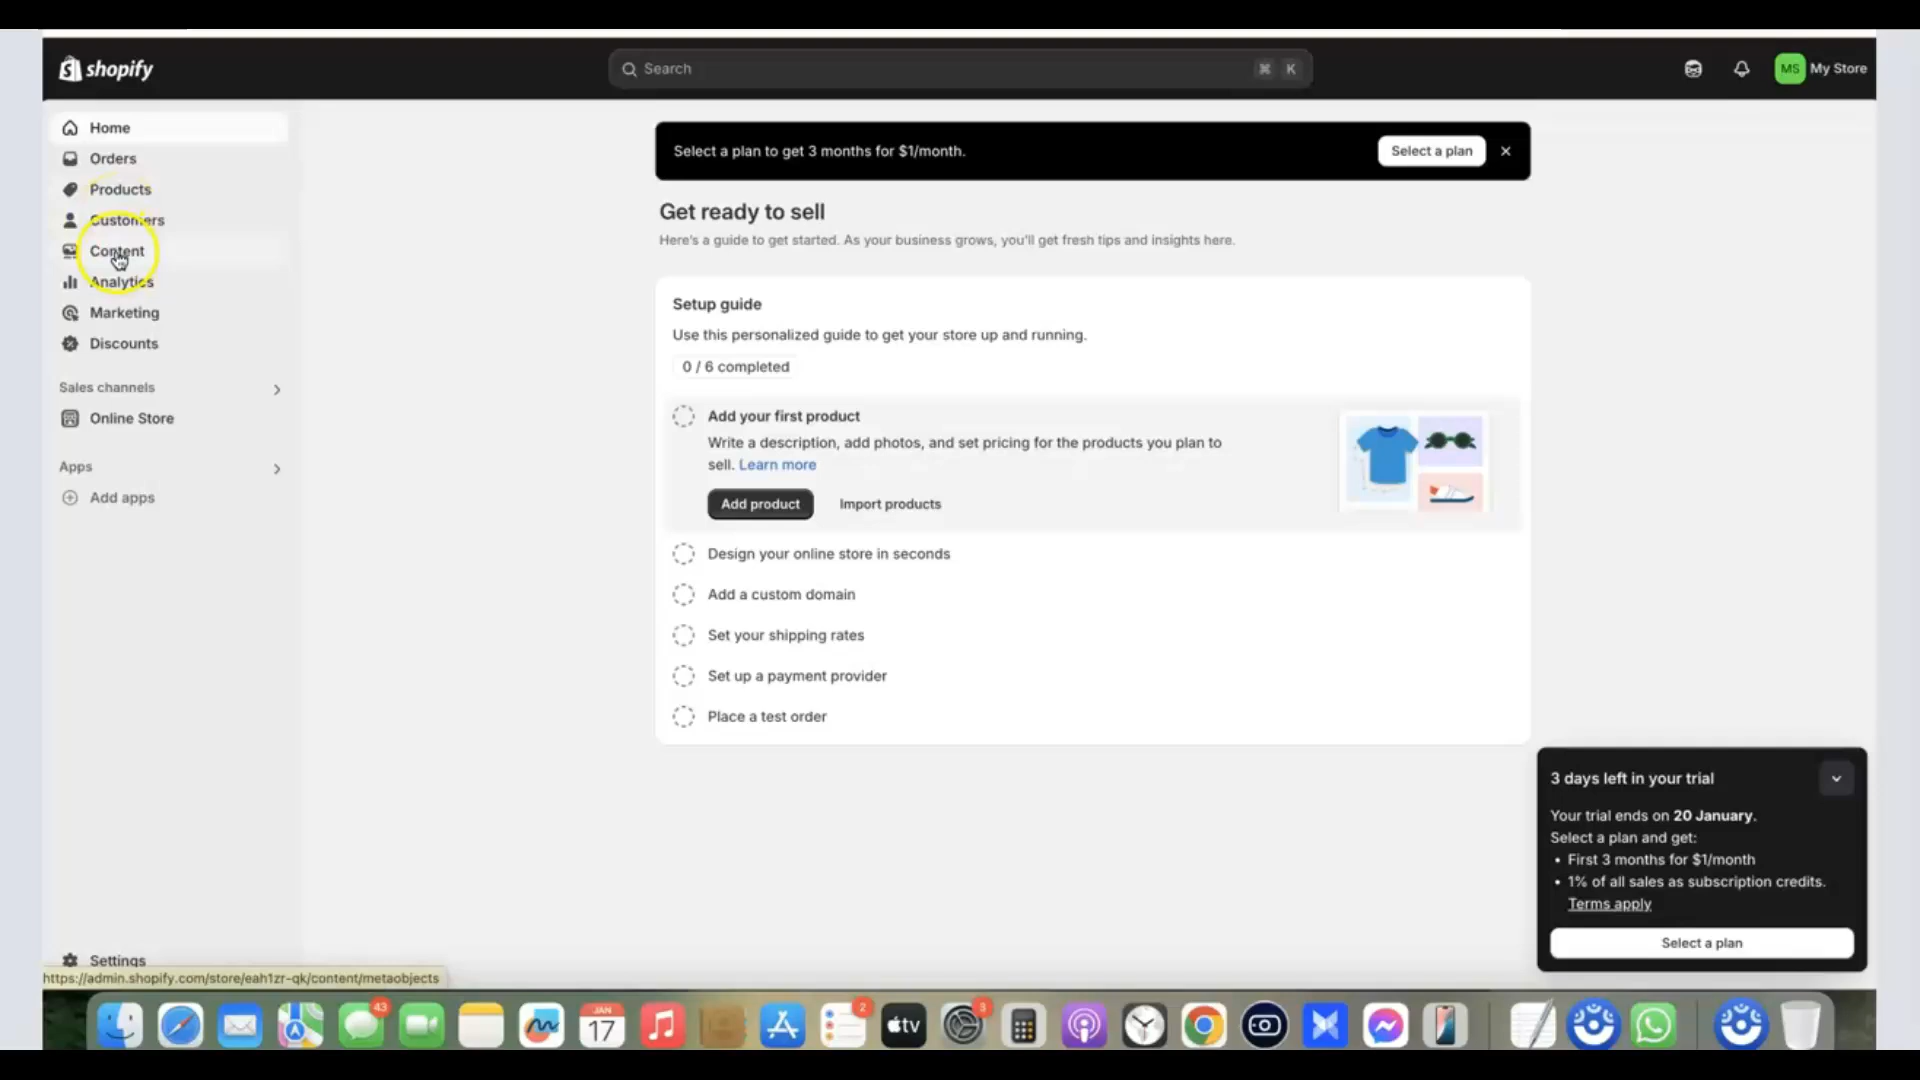 shopify
Search
⌘ K
MS My Store
Home
Orders
Products
Customers
Content
Analytics
Marketing
Discounts
Sales channels
Online Store
Apps
Add apps
Settings
https://admin.shopify.com/store/eah1zr-qk/content/metaobjects
Select a plan to get 3 months for $1/month.
Select a plan
Get ready to sell
Here's a guide to get started. As your business grows, you'll get fresh tips and insights here.
Setup guide
Use this personalized guide to get your store up and running.
0 / 6 completed
Add your first product
Write a description, add photos, and set pricing for the products you plan to
sell. Learn more
Add product
Import products
Design your online store in seconds
Add a custom domain
Set your shipping rates
Set up a payment provider
Place a test order
3 days left in your trial
Your trial ends on 20 January.
Select a plan and get:
• First 3 months for $1/month
• 1% of all sales as subscription credits.
Terms apply
Select a plan
43
JAN
17
2
tv
3